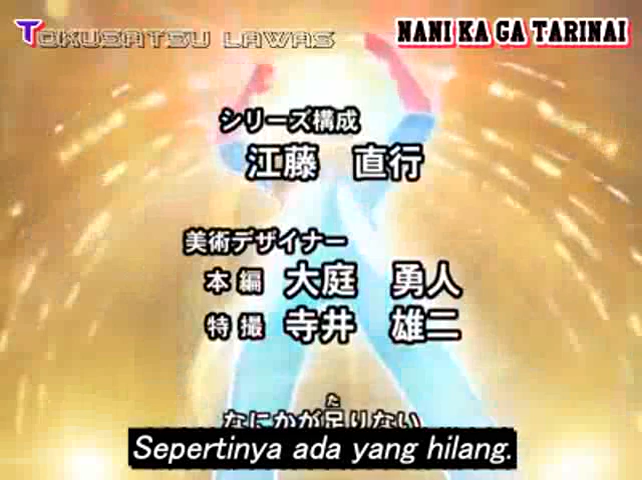 TOKUSATSU LAWAS
NANI KA GA TARINAI
シリーズ構成
江藤 直行
美術デザイナー
本編 大庭 勇人
特撮 寺井 雄二
た
なにかが足りない
Sepertinya ada yang hilang.